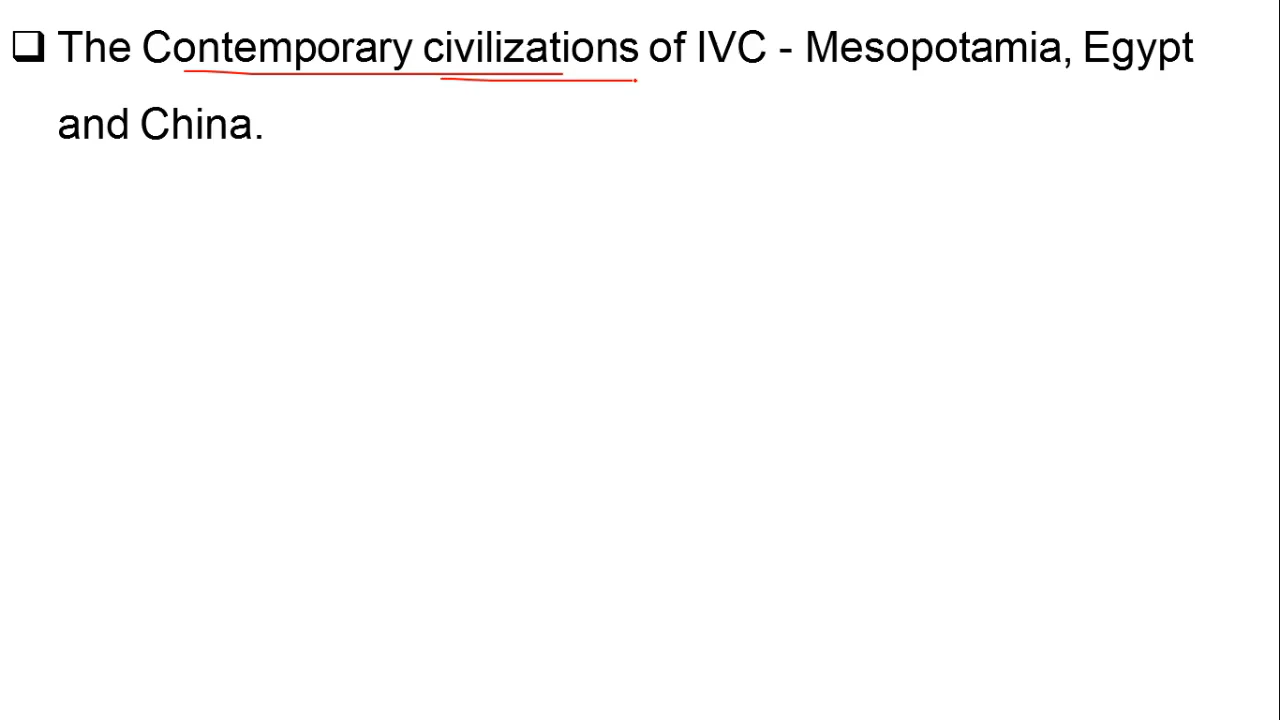 ❑ The Contemporary civilizations of IVC - Mesopotamia, Egypt
and China.